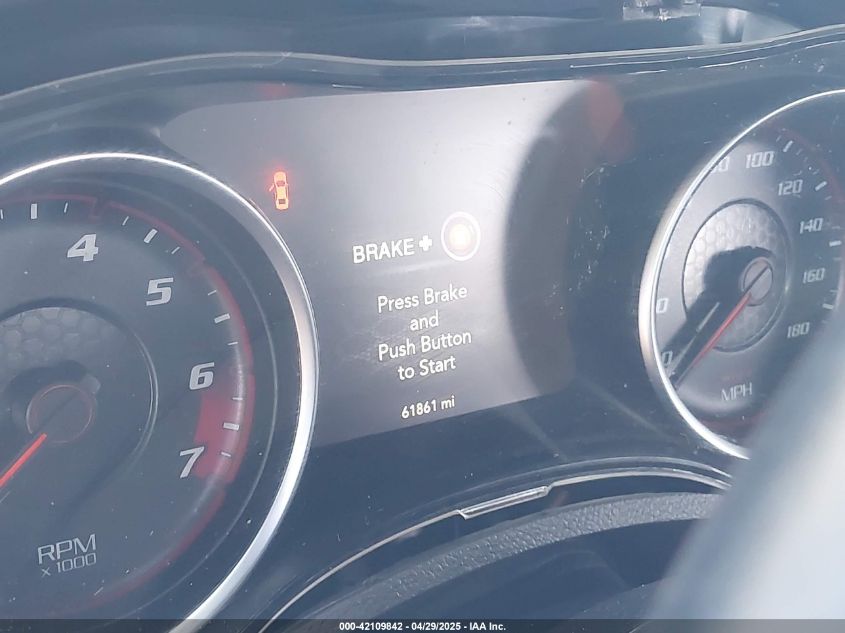 BRAKE +
Press Brake
and
Push Button
to Start
61861 mi
4
5
6
7
RPM
x 1000
100
120
140
160
180
MPH
000-42109842 - 04/29/2025 - IAA Inc.